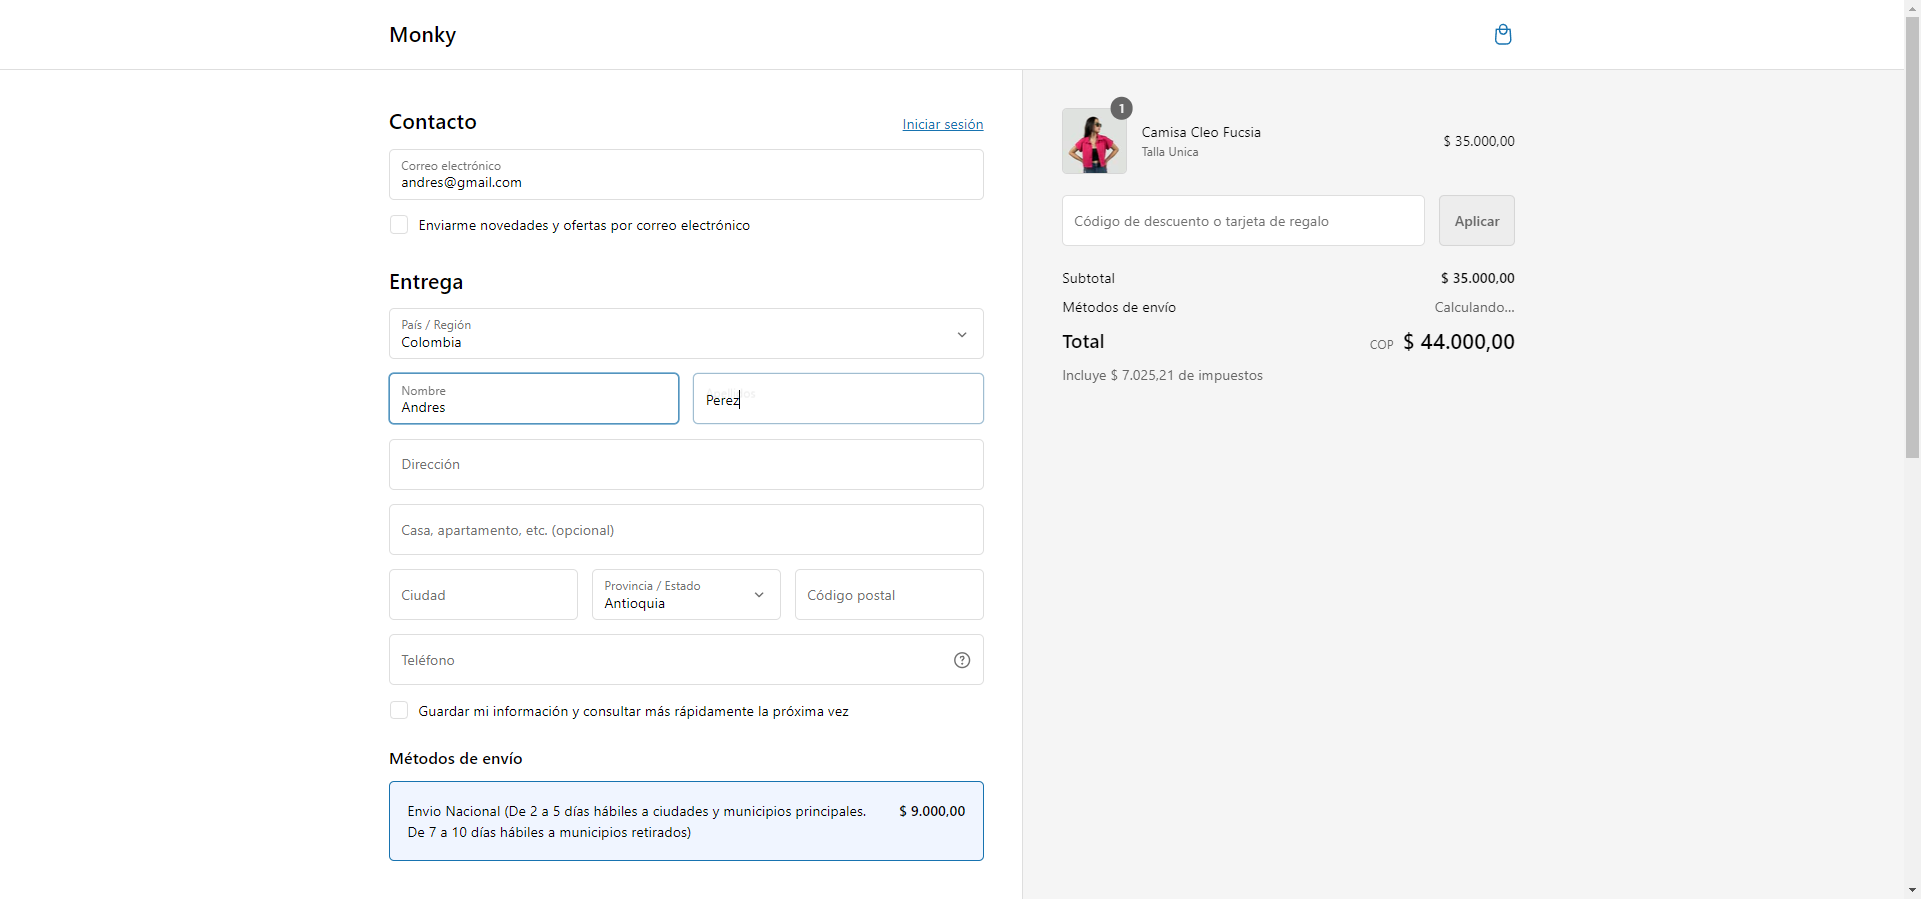 Monky
Contacto
Iniciar sesión
Correo electrónico
andres@gmail.com
Enviarme novedades y ofertas por correo electrónico
Entrega
País / Región
Colombia
Nombre
Andres
Perez
Dirección
Casa, apartamento, etc. (opcional)
Ciudad
Provincia / Estado
Antioquia
Código postal
Teléfono
Guardar mi información y consultar más rápidamente la próxima vez
Métodos de envío
Envio Nacional (De 2 a 5 días hábiles a ciudades y municipios principales. $ 9.000,00
De 7 a 10 días hábiles a municipios retirados)
1
Camisa Cleo Fucsia
Talla Unica
$ 35.000,00
Código de descuento o tarjeta de regalo
Aplicar
Subtotal $ 35.000,00
Métodos de envío Calculando...
Total COP $ 44.000,00
Incluye $ 7.025,21 de impuestos